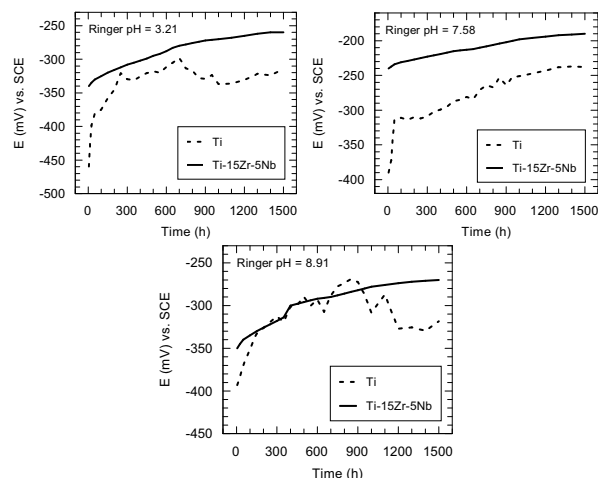 Ringer pH = 3.21
E (mV) vs. SCE
-250
-300
-350
-400
-450
-500
Ti
Ti-15Zr-5Nb
0 300 600 900 1200 1500
Time (h)
Ringer pH = 7.58
E (mV) vs. SCE
-200
-250
-300
-350
-400
Ti
Ti-15Zr-5Nb
0 300 600 900 1200 1500
Time (h)
Ringer pH = 8.91
E (mV) vs. SCE
-250
-300
-350
-400
-450
Ti
Ti-15Zr-5Nb
0 300 600 900 1200 1500
Time (h)